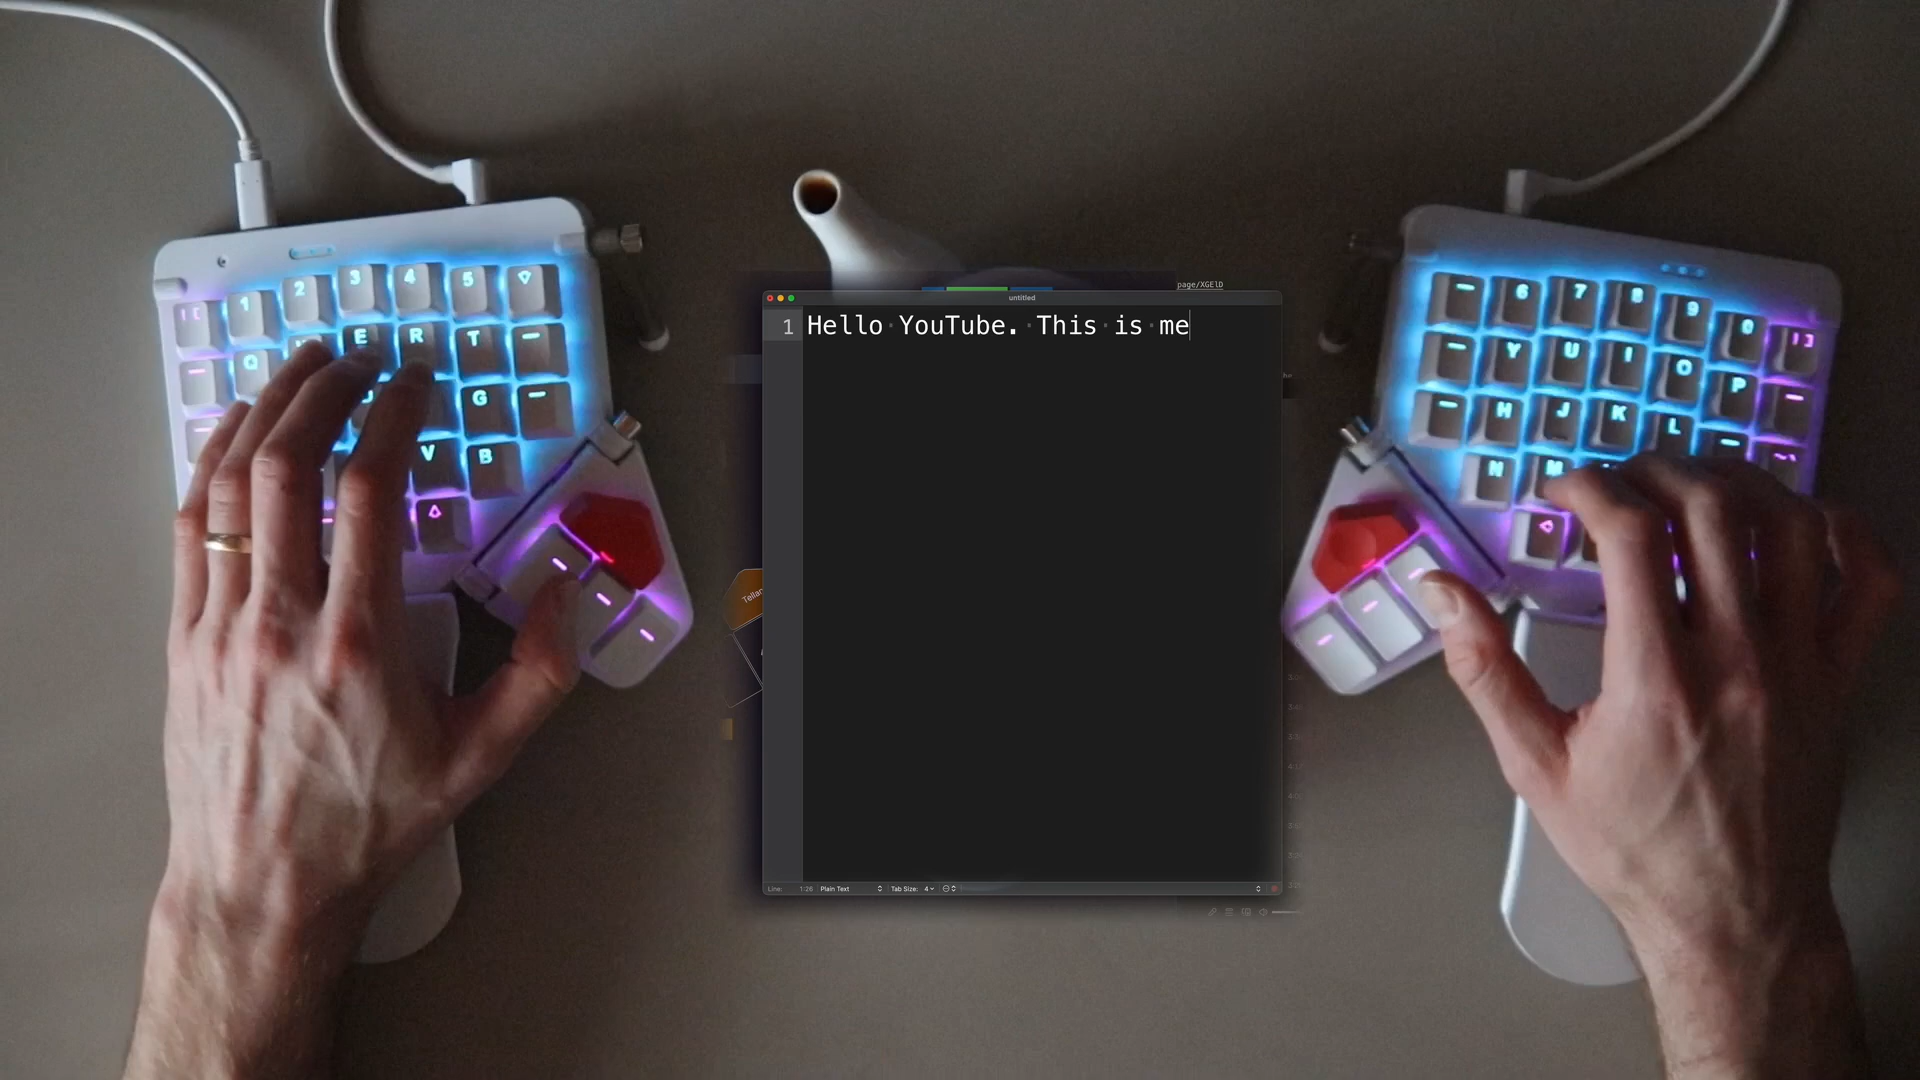 page/XGElD
untitled
1 Hello YouTube. This is me
Line: 1:26 Plain Text Tab Size: 4
1 2 3 4 5
Q E R T
G
V B
6 7 8 9 0
Y U I O P
H J K L
N M